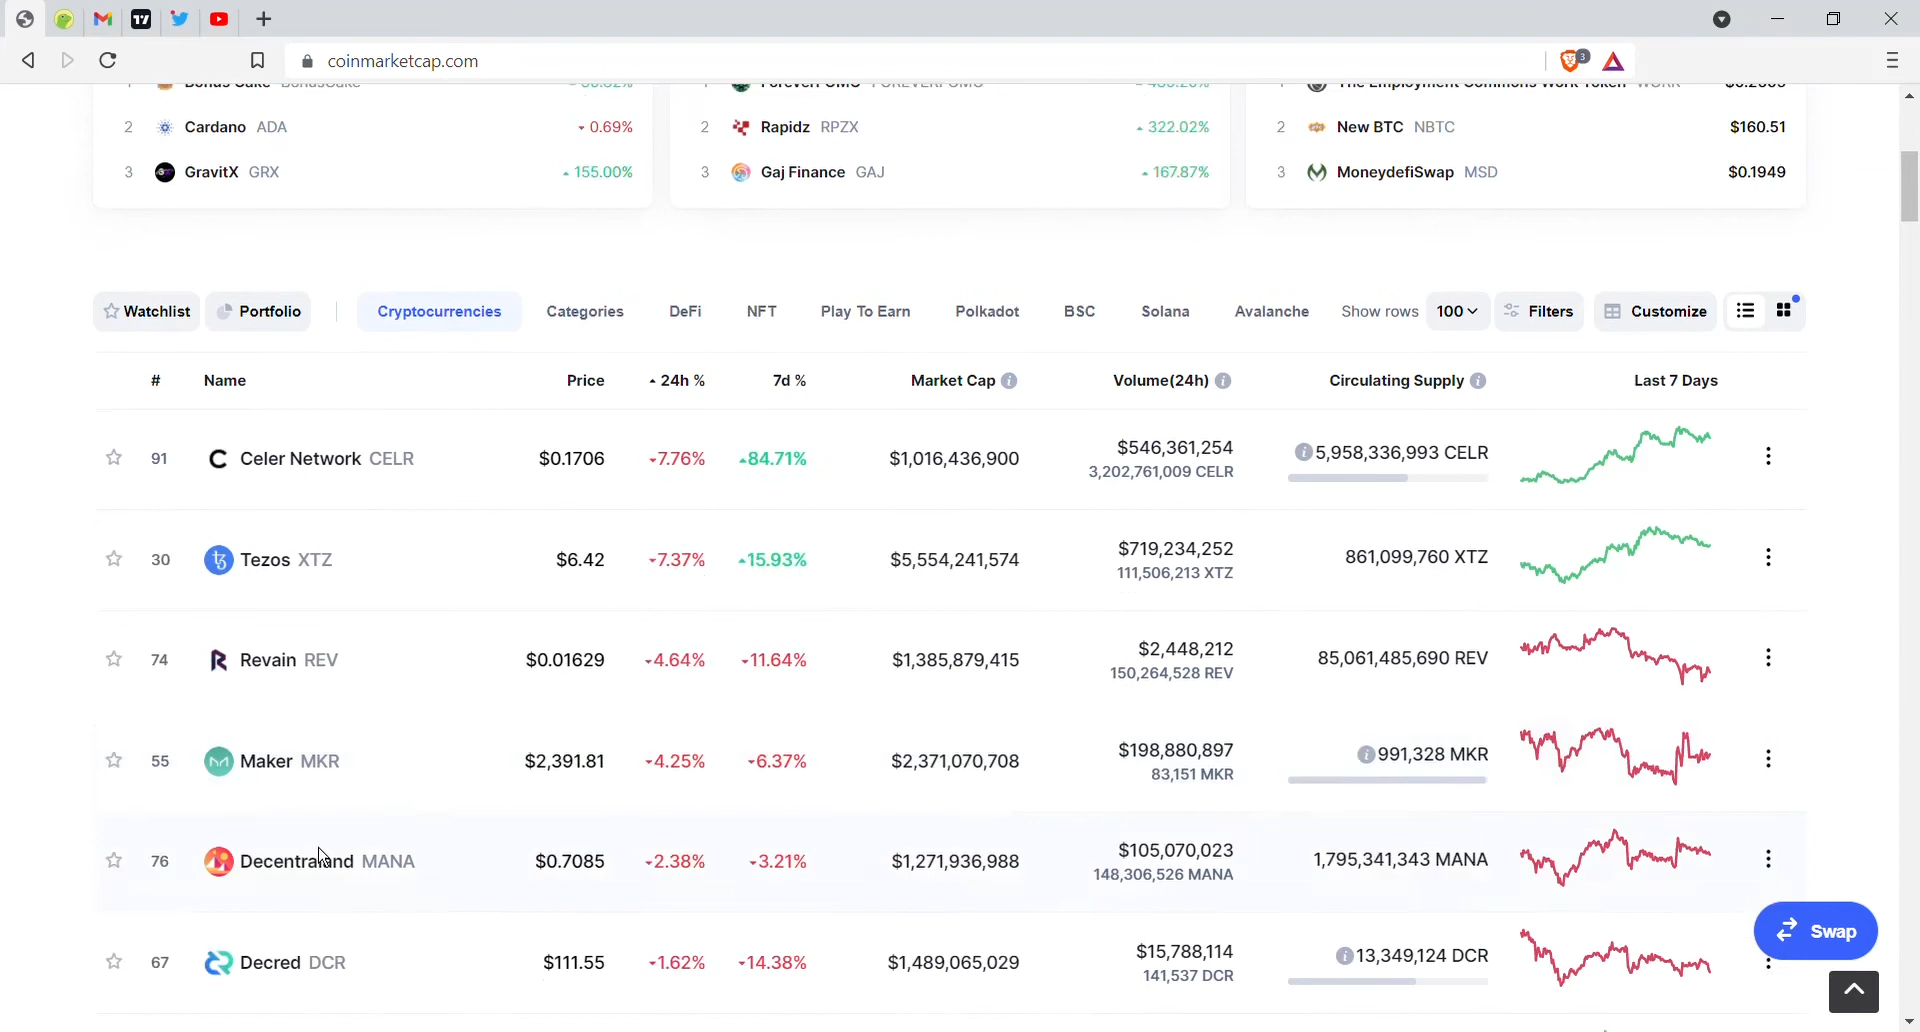 coinmarketcap.com
3
2 Cardano ADA 0.69%
2 Rapidz RPZX 322.02%
2 New BTC NBTC $160.51
3 GravitX GRX 155.00%
3 Gaj Finance GAJ 167.87%
3 MoneydefiSwap MSD $0.1949
Watchlist Portfolio Cryptocurrencies Categories DeFi NFT Play To Earn Polkadot BSC Solana Avalanche Show rows 100 Filters Customize
# Name Price 24h % 7d % Market Cap Volume(24h) Circulating Supply Last 7 Days
91 Celer Network CELR $0.1706 7.76% 84.71% $1,016,436,900 $546,361,254 5,958,336,993 CELR
3,202,761,009 CELR
30 Tezos XTZ $6.42 7.37% 15.93% $5,554,241,574 $719,234,252 861,099,760 XTZ
111,506,213 XTZ
74 Revain REV $0.01629 4.64% 11.64% $1,385,879,415 $2,448,212 85,061,485,690 REV
150,264,528 REV
55 Maker MKR $2,391.81 4.25% 6.37% $2,371,070,708 $198,880,897 991,328 MKR
83,151 MKR
76 Decentraland MANA $0.7085 2.38% 3.21% $1,271,936,988 $105,070,023 1,795,341,343 MANA
148,306,526 MANA
67 Decred DCR $111.55 1.62% 14.38% $1,489,065,029 $15,788,114 13,349,124 DCR
141,537 DCR
Swap